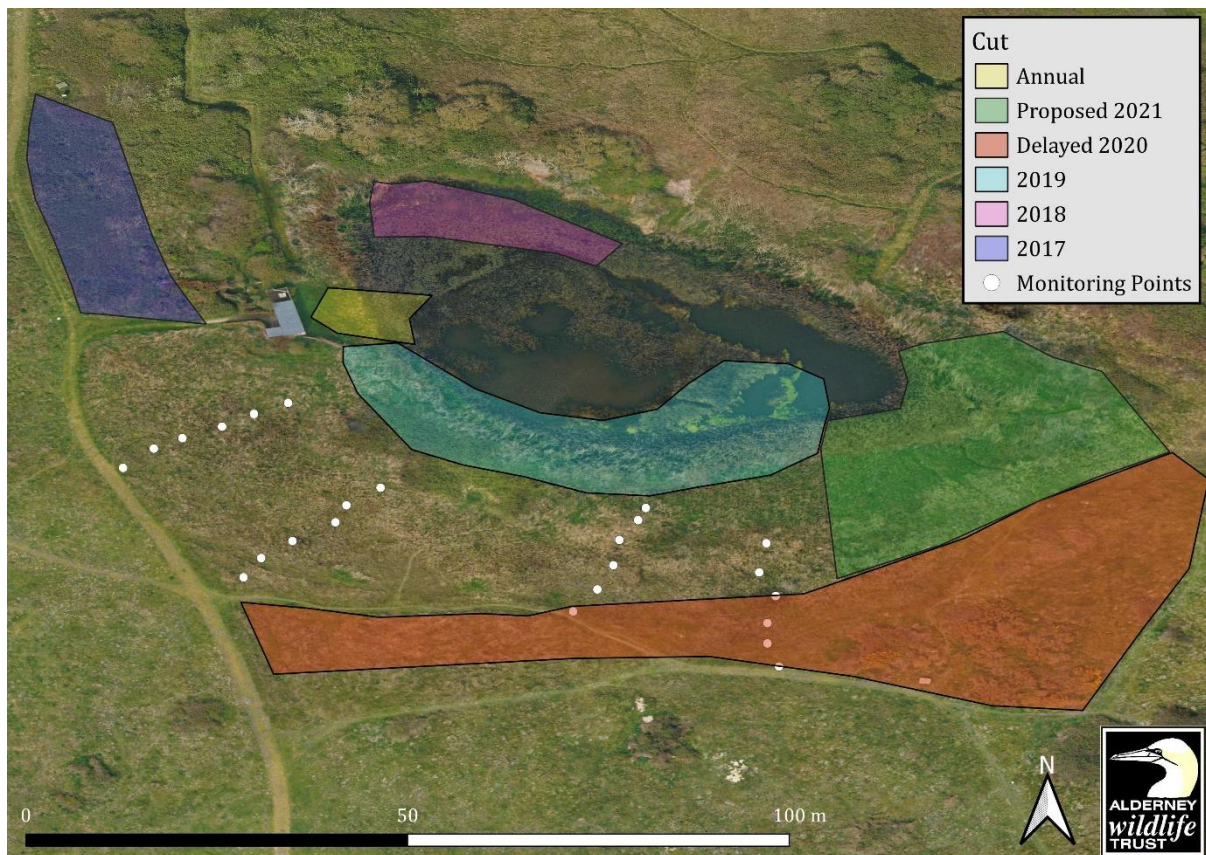 Cut
Annual
Proposed 2021
Delayed 2020
2019
2018
2017
Monitoring Points
N
0
50
100 m
ALDERNEY
wildlife
TRUST